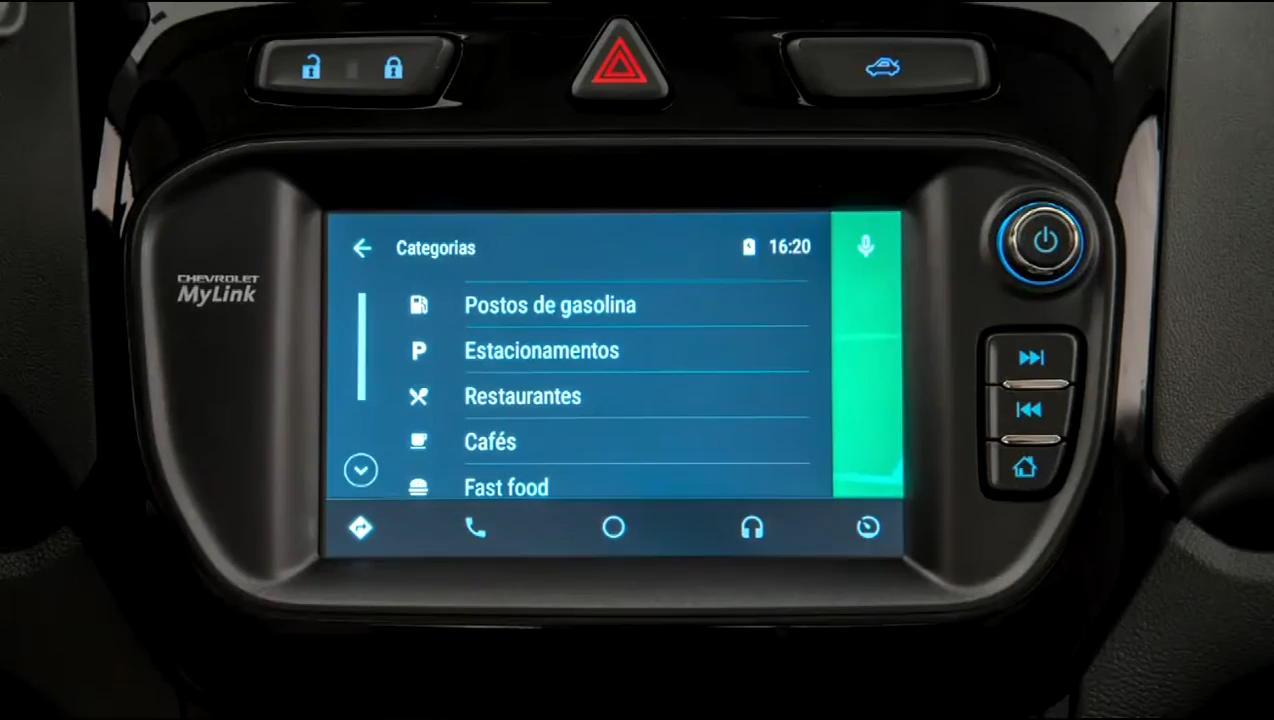 CHEVROLET
MyLink
Categorias 16:20
Postos de gasolina
P Estacionamentos
Restaurantes
Cafés
Fast food